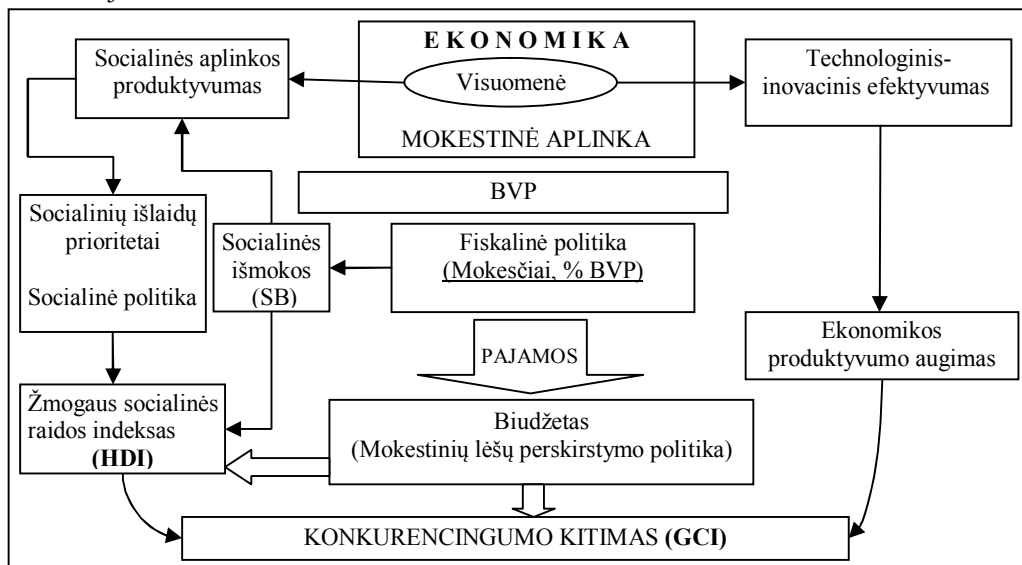 E K O N O M I K A
Visuomenė
MOKESTINĖ APLINKA
Socialinės aplinkos
produktyvumas
Technologinis-
inovacinis efektyvumas
BVP
Socialinių išlaidų
prioritetai
Socialinė politika
Socialinės
išmokos
(SB)
Fiskalinė politika
(Mokesčiai, % BVP)
PAJAMOS
Ekonomikos
produktyvumo augimas
Žmogaus socialinės
raidos indeksas
(HDI)
Biudžetas
(Mokestinių lėšų perskirstymo politika)
KONKURENCINGUMO KITIMAS (GCI)